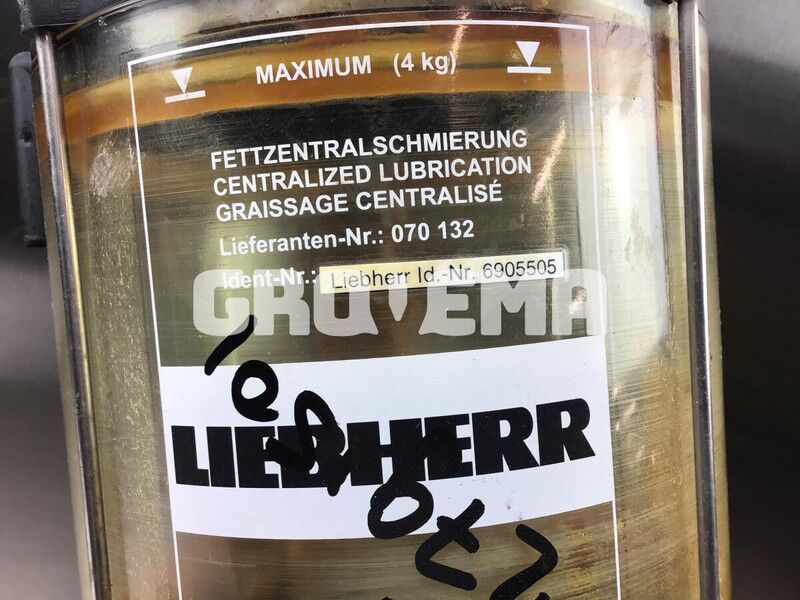 MAXIMUM (4 kg)
FETTZENTRALSCHMIERUNG
CENTRALIZED LUBRICATION
GRAISSAGE CENTRALISÉ
Lieferanten-Nr.: 070 132
ident-Nr.: Liebherr Id.-Nr. 6905505
GROVEMA
LIEBHERR